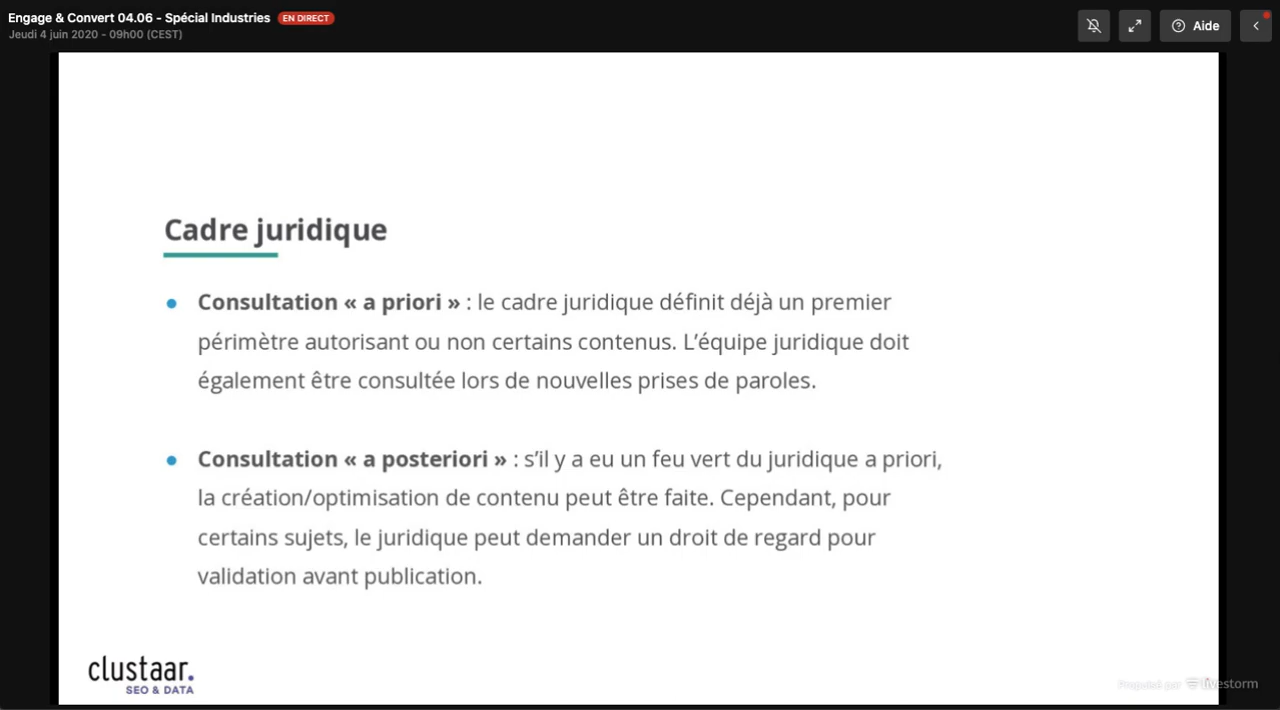 Engage & Convert 04.06 - Spécial Industries EN DIRECT
Jeudi 4 juin 2020 - 09h00 (CEST)
Aide
Cadre juridique
Consultation « a priori » : le cadre juridique définit déjà un premier
périmètre autorisant ou non certains contenus. L’équipe juridique doit
également être consultée lors de nouvelles prises de paroles.
Consultation « a posteriori » : s’il y a eu un feu vert du juridique a priori,
la création/optimisation de contenu peut être faite. Cependant, pour
certains sujets, le juridique peut demander un droit de regard pour
validation avant publication.
clustaar.
SEO & DATA
Propulsé par livestorm